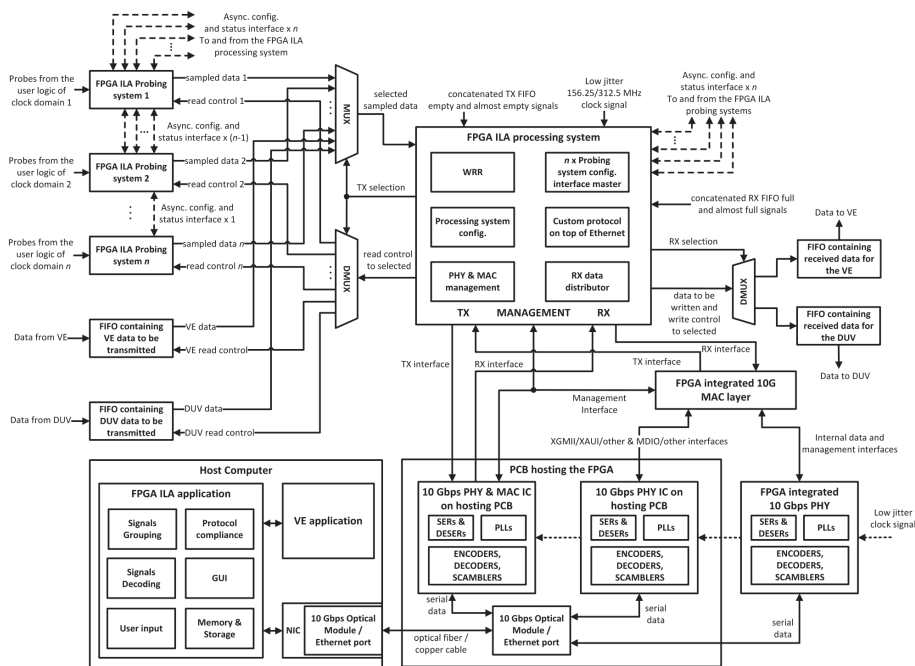 Async. config.
and status interface x n
To and from the FPGA ILA
processing system
Probes from the
user logic of
clock domain 1
FPGA ILA Probing
system 1
sampled data 1
read control 1
Async. config. and
status interface x (n-1)
Probes from the
user logic of
clock domain 2
FPGA ILA Probing
system 2
sampled data 2
read control 2
Async. config. and
status interface x 1
Probes from the
user logic of
clock domain n
FPGA ILA Probing
system n
sampled data n
read control n
Data from VE
FIFO containing
VE data to be
transmitted
VE data
VE read control
Data from DUV
FIFO containing
DUV data to be
transmitted
DUV data
DUV read control
MUX
selected
sampled data
TX selection
DMUX
read control
to selected
concatenated TX FIFO
empty and almost empty signals
Low jitter
156.25/312.5 MHz
clock signal
FPGA ILA processing system
WRR
n x Probing
system config.
interface master
Processing system
config.
Custom protocol
on top of Ethernet
PHY & MAC
management
RX data
distributor
TX
MANAGEMENT
RX
Async. config. and
status interface x n
To and from the FPGA ILA
probing systems
concatenated RX FIFO full
and almost full signals
RX selection
data to be
written and
write control
to selected
DMUX
Data to VE
FIFO containing
received data for
the VE
FIFO containing
received data for
the DUV
Data to DUV
TX interface
RX interface
TX interface
RX interface
Management
Interface
FPGA integrated 10G
MAC layer
XGMII/XAUI/other & MDIO/other interfaces
Internal data and
management interfaces
Host Computer
FPGA ILA application
Signals
Grouping
Protocol
compliance
Signals
Decoding
GUI
User input
Memory &
Storage
VE application
NIC
10 Gbps Optical
Module /
Ethernet port
optical fiber /
copper cable
PCB hosting the FPGA
10 Gbps PHY & MAC IC
on hosting PCB
SERs &
DESERs
PLLs
ENCODERS,
DECODERS,
SCAMBLERS
10 Gbps PHY IC on
hosting PCB
SERs &
DESERs
PLLs
ENCODERS,
DECODERS,
SCAMBLERS
FPGA integrated
10 Gbps PHY
SERs &
DESERs
PLLs
ENCODERS,
DECODERS,
SCAMBLERS
Low jitter
clock signal
serial
data
10 Gbps Optical
Module /
Ethernet port
serial
data
serial
data